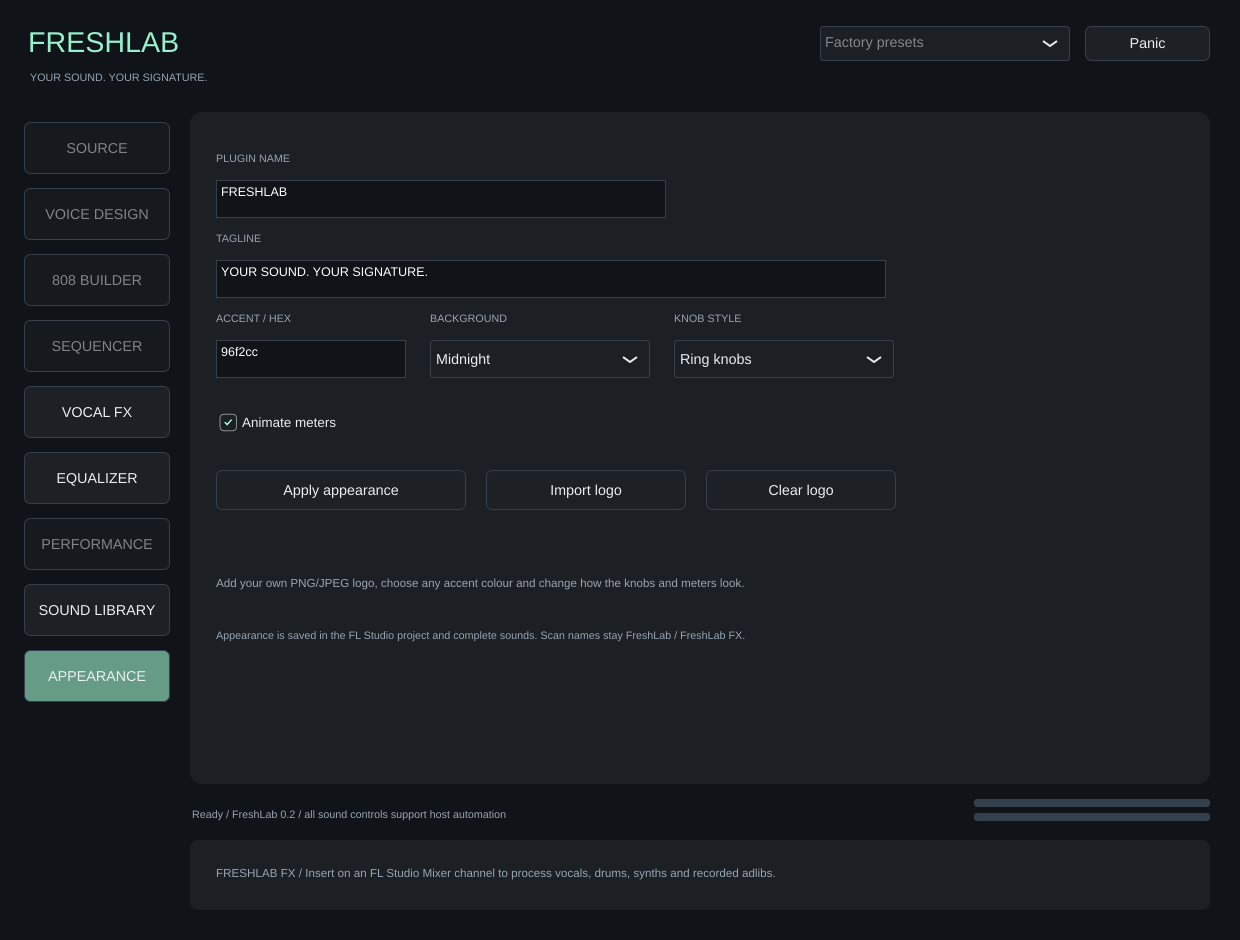 FRESHLAB
YOUR SOUND. YOUR SIGNATURE.
Factory presets
Panic
SOURCE
VOICE DESIGN
808 BUILDER
SEQUENCER
VOCAL FX
EQUALIZER
PERFORMANCE
SOUND LIBRARY
APPEARANCE
PLUGIN NAME
FRESHLAB
TAGLINE
YOUR SOUND. YOUR SIGNATURE.
ACCENT / HEX
BACKGROUND
KNOB STYLE
96f2cc
Midnight
Ring knobs
Animate meters
Apply appearance
Import logo
Clear logo
Add your own PNG/JPEG logo, choose any accent colour and change how the knobs and meters look.
Appearance is saved in the FL Studio project and complete sounds. Scan names stay FreshLab / FreshLab FX.
Ready / FreshLab 0.2 / all sound controls support host automation
FRESHLAB FX / Insert on an FL Studio Mixer channel to process vocals, drums, synths and recorded adlibs.